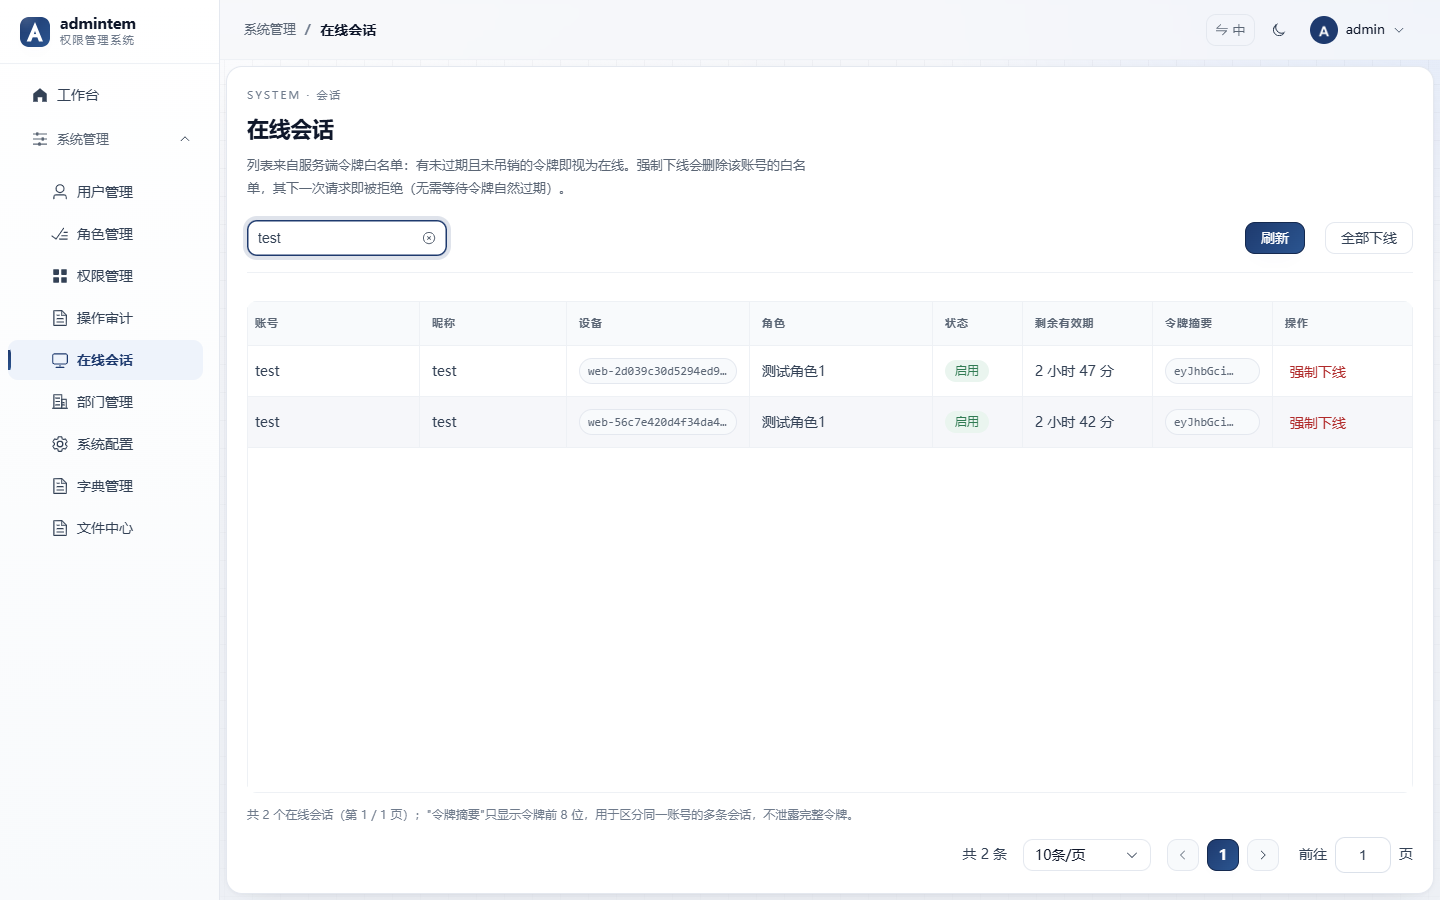 admintem
权限管理系统
系统管理 / 在线会话
中
A admin
工作台
系统管理
用户管理
角色管理
权限管理
操作审计
在线会话
部门管理
系统配置
字典管理
文件中心
SYSTEM · 会话
在线会话
列表来自服务端令牌白名单：有未过期且未吊销的令牌即视为在线。强制下线会删除该账号的白名
单，其下一次请求即被拒绝（无需等待令牌自然过期）。
test
刷新 全部下线
账号 昵称 设备 角色 状态 剩余有效期 令牌摘要 操作
test test web-2d039c30d5294ed9… 测试角色1 启用 2 小时 47 分 eyJhbGci… 强制下线
test test web-56c7e420d4f34da4… 测试角色1 启用 2 小时 42 分 eyJhbGci… 强制下线
共 2 个在线会话（第 1 / 1 页）；"令牌摘要"只显示令牌前 8 位，用于区分同一账号的多条会话，不泄露完整令牌。
共 2 条 10条/页 1 前往 1 页